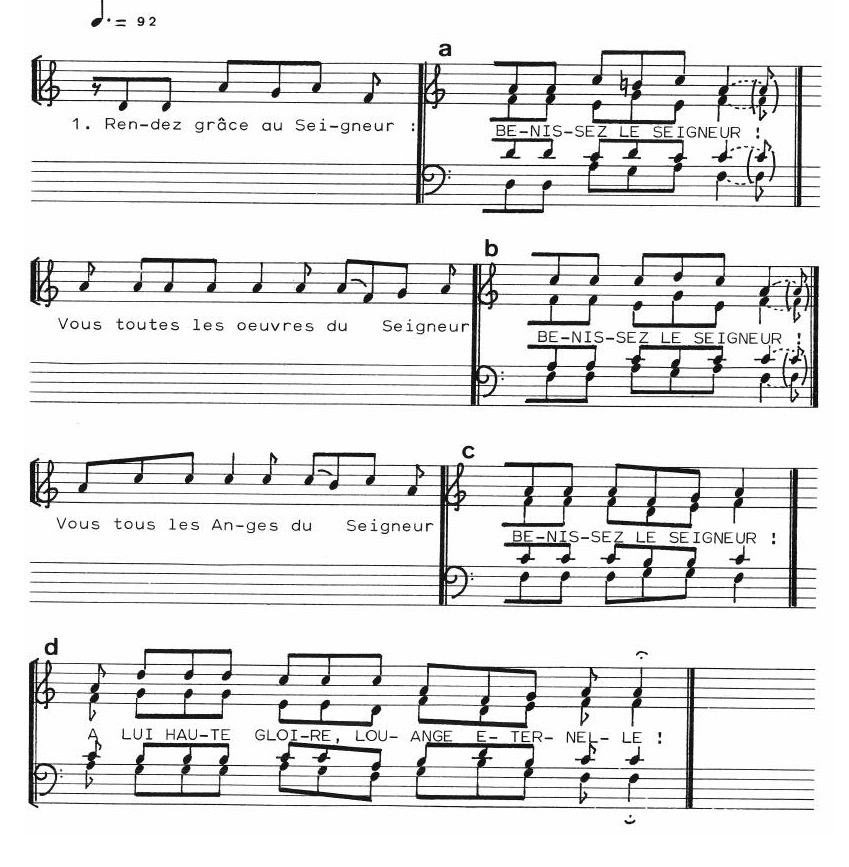 ♩. = 92
a
1. Ren-dez grâce au Sei-gneur : BE-NIS-SEZ LE SEIGNEUR !
b
Vous toutes les oeuvres du Seigneur BE-NIS-SEZ LE SEIGNEUR !
c
Vous tous les An-ges du Seigneur BE-NIS-SEZ LE SEIGNEUR !
d
A LUI HAU-TE GLOI-RE, LOU- ANGE E- TER- NEL- LE !